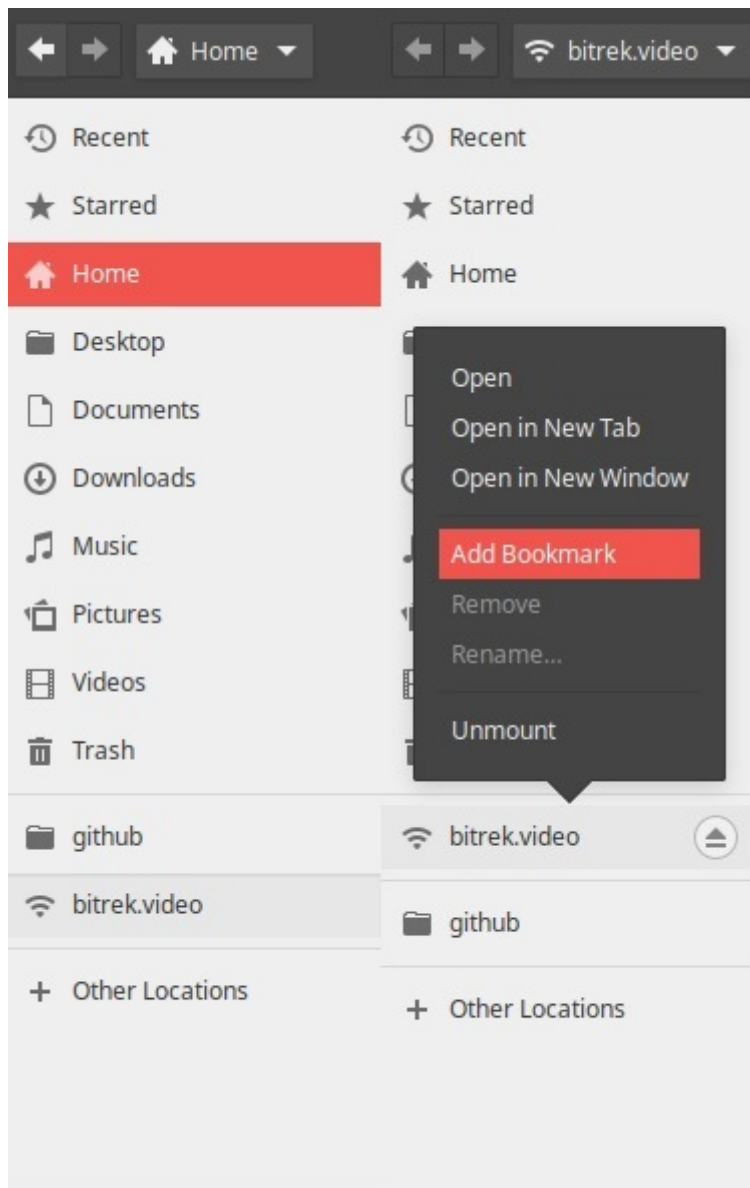 Home
Recent
Starred
Home
Desktop
Documents
Downloads
Music
Pictures
Videos
Trash
github
bitrek.video
Other Locations
bitrek.video
Recent
Starred
Home
Open
Open in New Tab
Open in New Window
Add Bookmark
Remove
Rename...
Unmount
bitrek.video
github
Other Locations